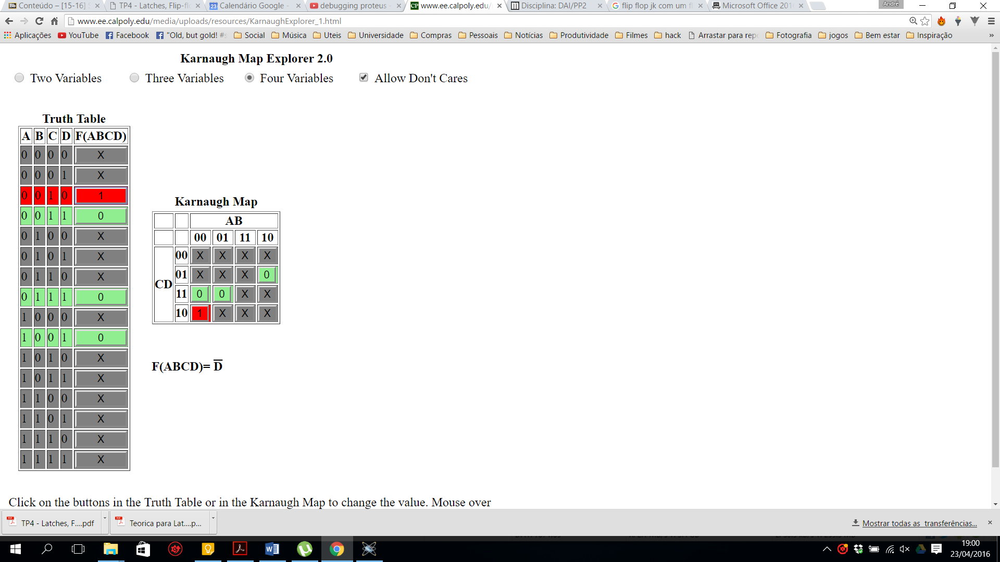 Conteúdo – [15-16]
TP4 - Latches, Flip-fl
Calendário Google -
debugging proteus -
www.ee.calpoly.edu/
Disciplina: DAI/PP2
flip flop jk com um f
Microsoft Office 201
André
www.ee.calpoly.edu/media/uploads/resources/KarnaughExplorer_1.html
Aplicações YouTube Facebook "Old, but gold! #s Social Música Uteis Universidade Compras Pessoais Notícias Produtividade Filmes hack Arrastar para repo Fotografia jogos Bem estar Inspiração »
Karnaugh Map Explorer 2.0
Two Variables Three Variables Four Variables Allow Don't Cares
Truth Table
A B C D F(ABCD)
0 0 0 0 X
0 0 0 1 X
0 0 1 0 1
0 0 1 1 0
0 1 0 0 X
0 1 0 1 X
0 1 1 0 X
0 1 1 1 0
1 0 0 0 X
1 0 0 1 0
1 0 1 0 X
1 0 1 1 X
1 1 0 0 X
1 1 0 1 X
1 1 1 0 X
1 1 1 1 X
Karnaugh Map
AB
00 01 11 10
CD
00 X X X X
01 X X X 0
11 0 0 X X
10 1 X X X
F(ABCD)= D̅
Click on the buttons in the Truth Table or in the Karnaugh Map to change the value. Mouse over
TP4 - Latches, F....pdf
Teorica para Lat....p...
Mostrar todas as transferências...
19:00
23/04/2016